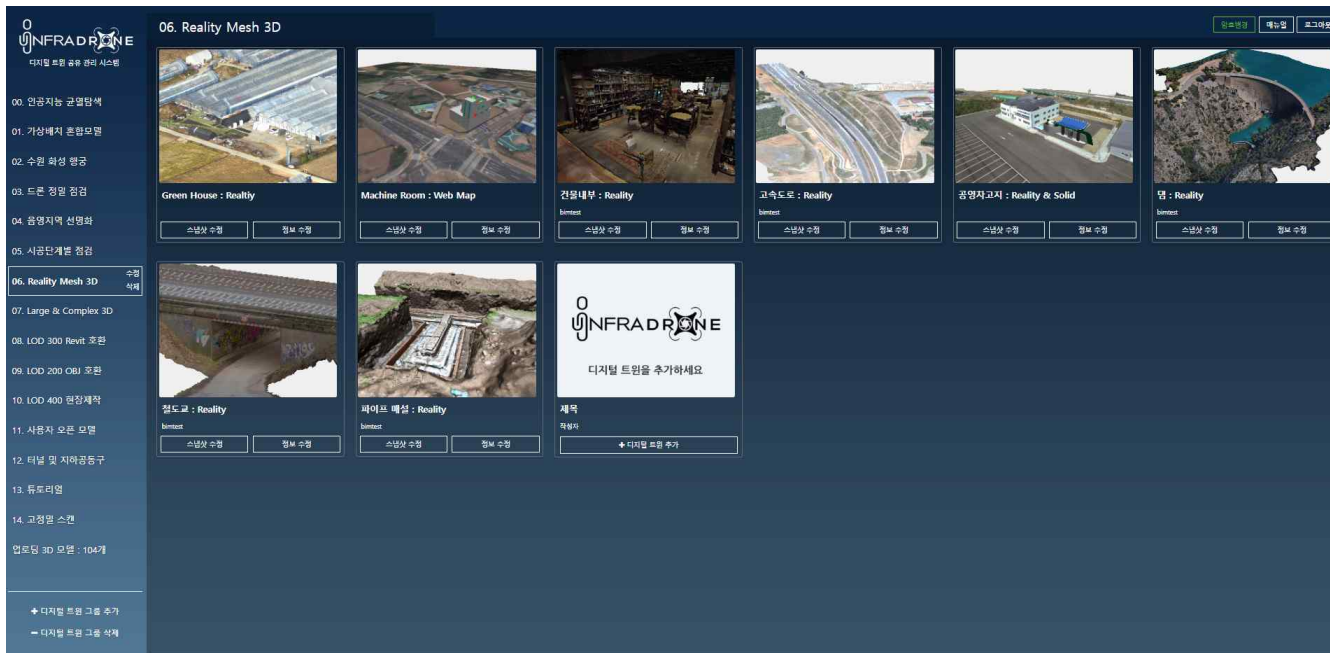 INFRADRONE
디지털 트윈 공유 관리 시스템
00. 인공지능 균열탐색
01. 가상배치 혼합모델
02. 수원 화성 행궁
03. 드론 정밀 점검
04. 음영지역 선명화
05. 시공단계별 점검
06. Reality Mesh 3D
수정
삭제
07. Large & Complex 3D
08. LOD 300 Revit 호환
09. LOD 200 OBJ 호환
10. LOD 400 현장제작
11. 사용자 오픈 모델
12. 터널 및 지하공동구
13. 튜토리얼
14. 고정밀 스캔
업로딩 3D 모델 : 104개
+ 디지털 트윈 그룹 추가
− 디지털 트윈 그룹 삭제
06. Reality Mesh 3D
암호변경 매뉴얼 로그아웃
Green House : Realtiy
스냅샷 수정 정보 수정
Machine Room : Web Map
스냅샷 수정 정보 수정
건물내부 : Reality
bimtest
스냅샷 수정 정보 수정
고속도로 : Reality
bimtest
스냅샷 수정 정보 수정
공영차고지 : Reality & Solid
스냅샷 수정 정보 수정
댐 : Reality
bimtest
스냅샷 수정 정보 수정
철도교 : Reality
bimtest
스냅샷 수정 정보 수정
파이프 매설 : Reality
bimtest
스냅샷 수정 정보 수정
INFRADRONE
디지털 트윈을 추가하세요
제목
작성자
+ 디지털 트윈 추가